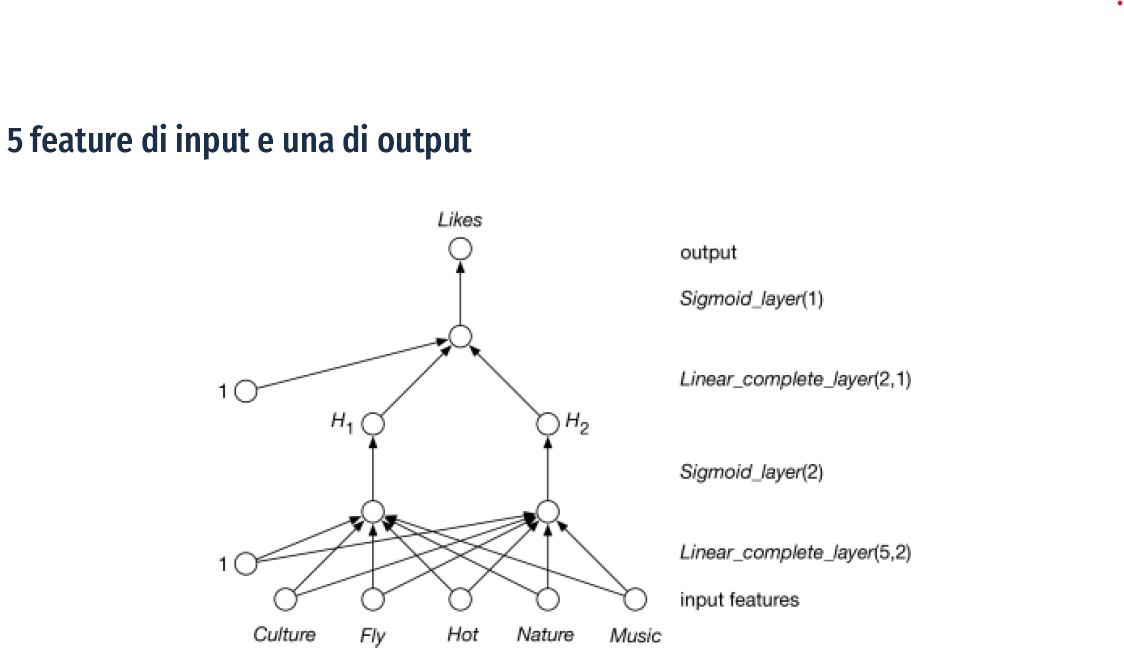 5 feature di input e una di output
Likes
output
Sigmoid_layer(1)
1
Linear_complete_layer(2,1)
H1
H2
Sigmoid_layer(2)
1
Linear_complete_layer(5,2)
input features
Culture Fly Hot Nature Music